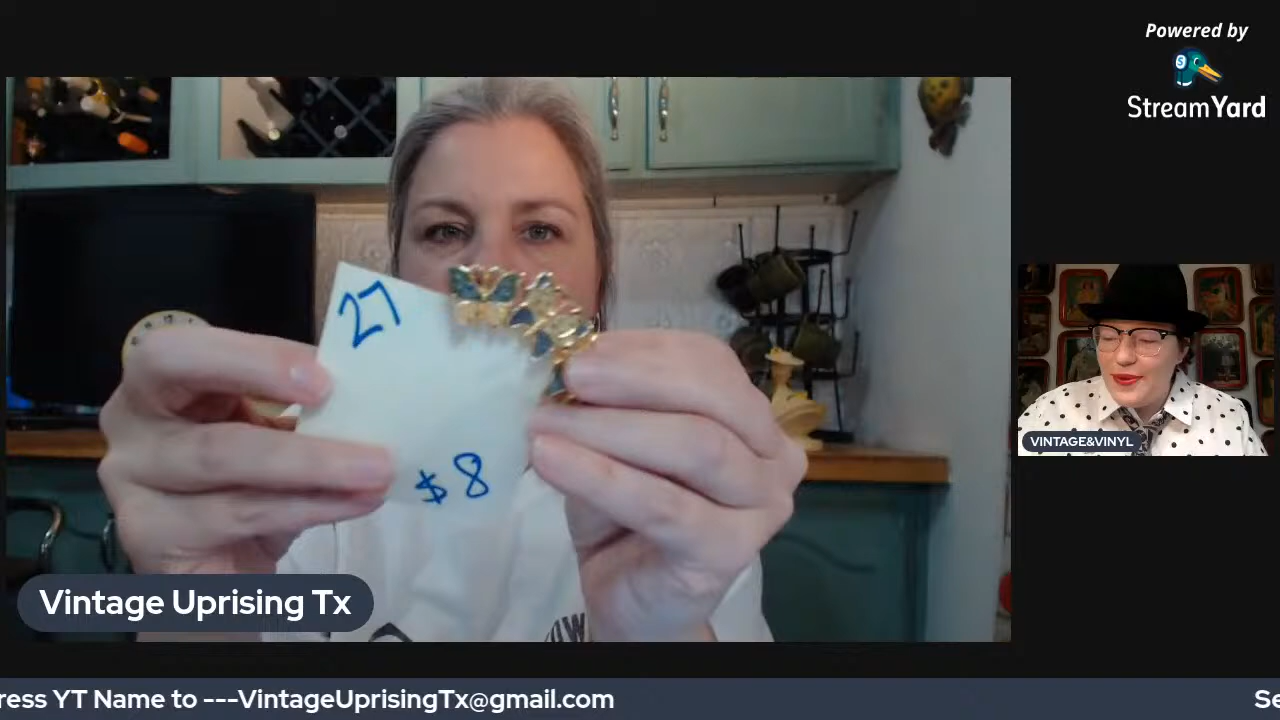 Powered by
StreamYard
27
$8
VINTAGE&VINYL
Vintage Uprising Tx
ress YT Name to ---VintageUprisingTx@gmail.com
Se